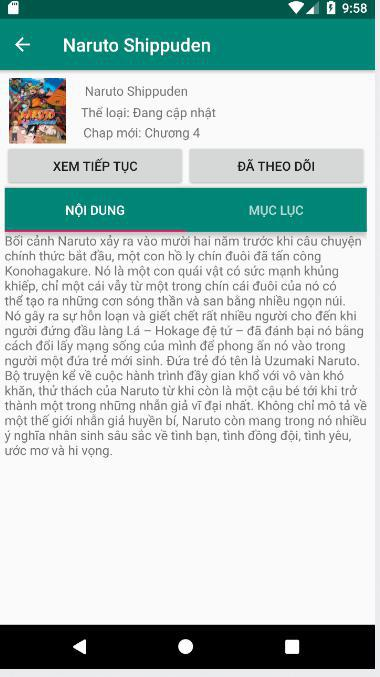 9:58
Naruto Shippuden
Naruto Shippuden
Thể loại: Đang cập nhật
Chap mới: Chương 4
XEM TIẾP TỤC
ĐÃ THEO DÕI
NỘI DUNG
MỤC LỤC
Bối cảnh Naruto xảy ra vào mười hai năm trước khi câu chuyện
chính thức bắt đầu, một con hồ ly chín đuôi đã tấn công
Konohagakure. Nó là một con quái vật có sức mạnh khủng
khiếp, chỉ một cái vẫy từ một trong chín cái đuôi của nó có
thể tạo ra những cơn sóng thần và san bằng nhiều ngọn núi.
Nó gây ra sự hỗn loạn và giết chết rất nhiều người cho đến khi
người đứng đầu làng Lá – Hokage đệ tứ – đã đánh bại nó bằng
cách đổi lấy mạng sống của mình để phong ấn nó vào trong
người một đứa trẻ mới sinh. Đứa trẻ đó tên là Uzumaki Naruto.
Bộ truyện kể về cuộc hành trình đầy gian khổ với vô vàn khó
khăn, thử thách của Naruto từ khi còn là một cậu bé tới khi trở
thành một trong những nhẫn giả vĩ đại nhất. Không chỉ mô tả về
một thế giới nhẫn giả huyền bí, Naruto còn mang trong nó nhiều
ý nghĩa nhân sinh sâu sắc về tình bạn, tình đồng đội, tình yêu,
ước mơ và hi vọng.